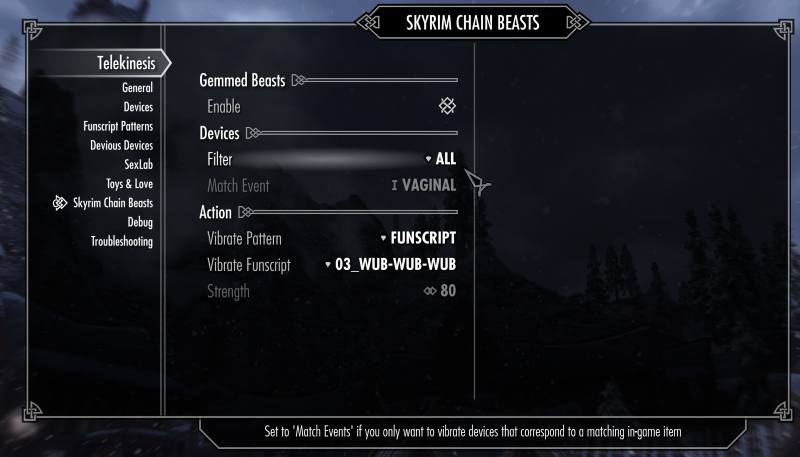 SKYRIM CHAIN BEASTS
Telekinesis
General
Devices
Funscript Patterns
Devious Devices
SexLab
Toys & Love
Skyrim Chain Beasts
Debug
Troubleshooting
Gemmed Beasts
Enable
Devices
Filter ALL
Match Event VAGINAL
Action
Vibrate Pattern FUNSCRIPT
Vibrate Funscript 03_WUB-WUB-WUB
Strength 80
Set to 'Match Events' if you only want to vibrate devices that correspond to a matching in-game item